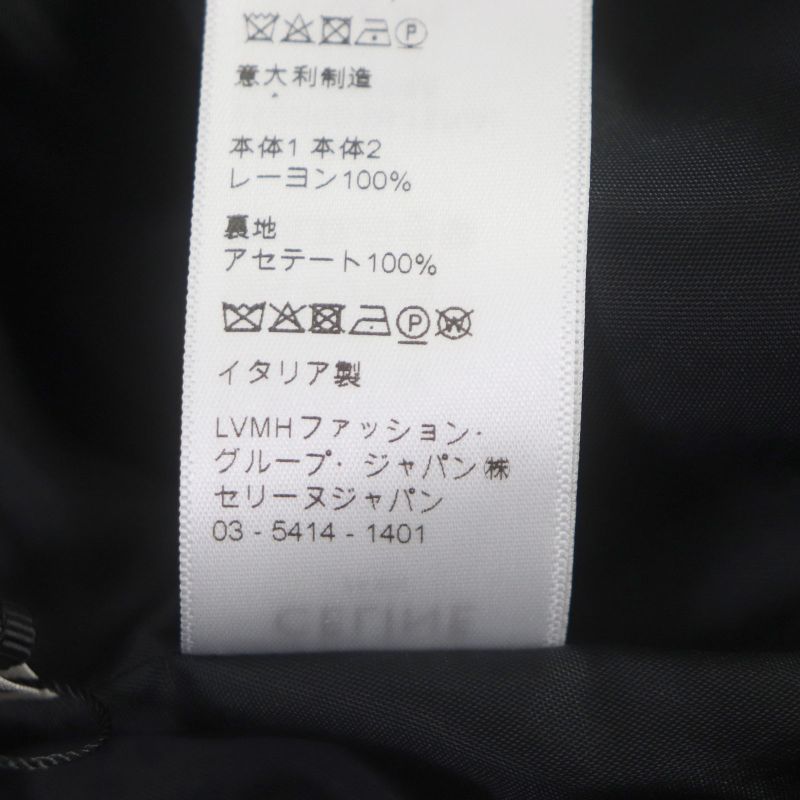 P
意大利制造
本体1 本体2
レーヨン100%
裏地
アセテート100%
P W
イタリア製
LVMHファッション・
グループ・ジャパン㈱
セリーヌジャパン
03 - 5414 - 1401
CELINE